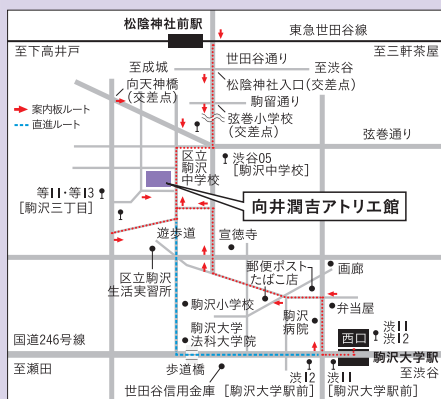 松陰神社前駅
東急世田谷線
至下高井戸
至三軒茶屋
世田谷通り
至成城
至渋谷
向天神橋
(交差点)
松陰神社入口(交差点)
駒留通り
案内板ルート
直進ルート
弦巻小学校
(交差点)
弦巻通り
区立
駒沢
中学校
渋谷05
[駒沢中学校]
等11・等13
[駒沢三丁目]
向井潤吉アトリエ館
遊歩道
宣徳寺
郵便ポスト
たばこ店
画廊
区立駒沢
生活実習所
駒沢小学校
弁当屋
駒沢
病院
駒沢大学
法科大学院
国道246号線
西口
渋11
渋12
駒沢大学駅
至瀬田
至渋谷
歩道橋
渋12
渋11
世田谷信用金庫
[駒沢大学駅前]
[駒沢大学駅前]